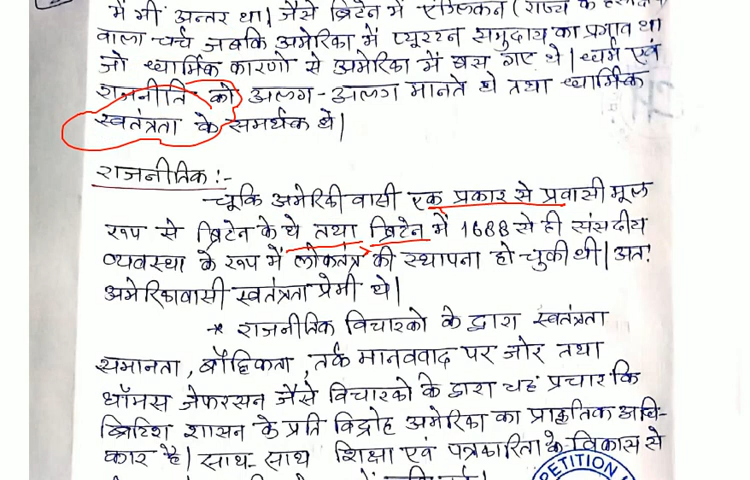 में भी अन्तर था। जैसे ब्रिटेन में एंग्लिकन (राज्य के
वाला चर्च जबकि अमेरिका में प्यूरटन समुदाय का प्रभाव था
जो धार्मिक कारणों से अमेरिका में बस गए थे। धर्म एवं
राजनीति को अलग-अलग मानते थे तथा धार्मिक
स्वतंत्रता के समर्थक थे।
राजनीतिक:-
चूकि अमेरिकी वासी एक प्रकार से प्रवासी मूल
रूप से ब्रिटेन के थे तथा ब्रिटेन में 1688 से ही संसदीय
व्यवस्था के रूप में लोकतंत्र की स्थापना हो चुकी थी। अतः
अमेरिकावासी स्वतंत्रता प्रेमी थे।
* राजनीतिक विचारको के द्वारा स्वतंत्रता
समानता, बौद्धिकता, तर्क मानववाद पर जोर तथा
थॉमस जेफरसन जैसे विचारको के द्वारा यह प्रचार कि
ब्रिटिश शासन के प्रति विद्रोह अमेरिका का प्राकृतिक अधि-
कार है। साथ-साथ शिक्षा एवं पत्रकारिता के विकास से
PETITION